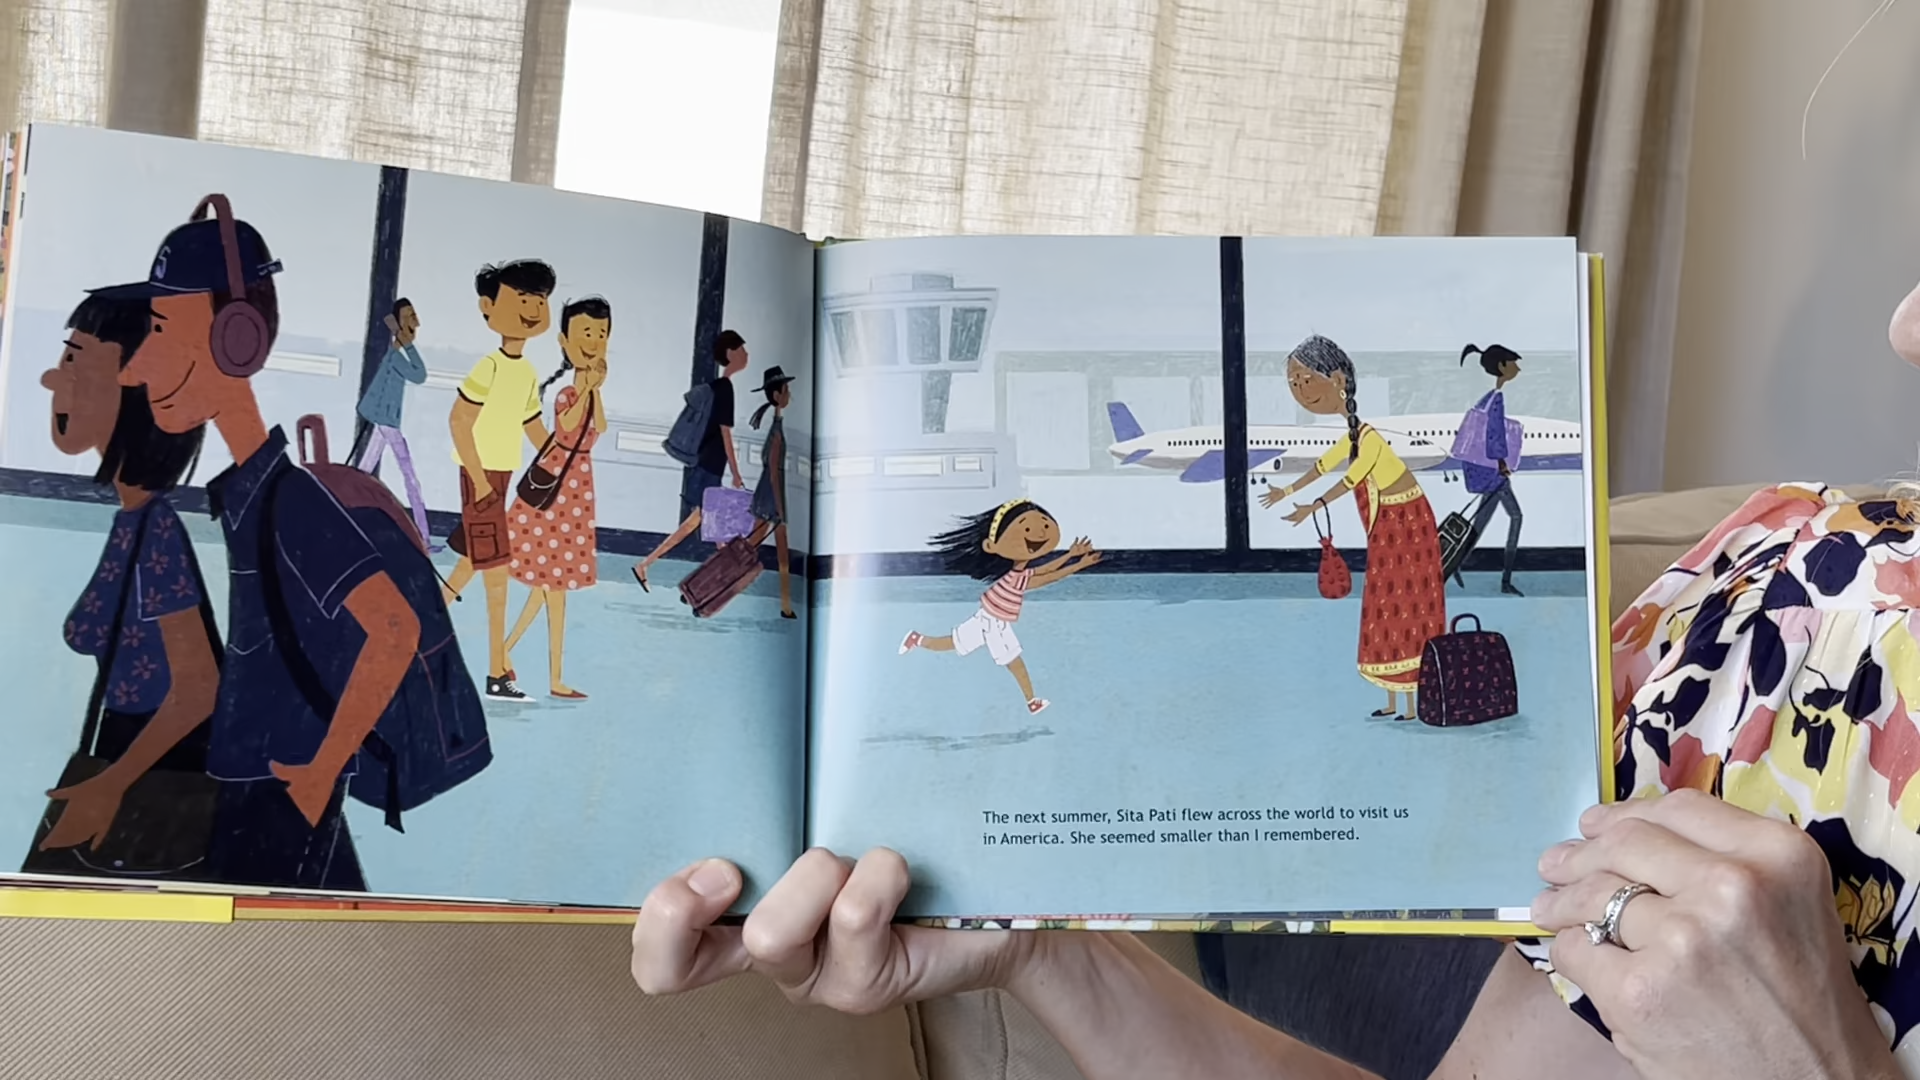 S
The next summer, Sita Pati flew across the world to visit us
in America. She seemed smaller than I remembered.